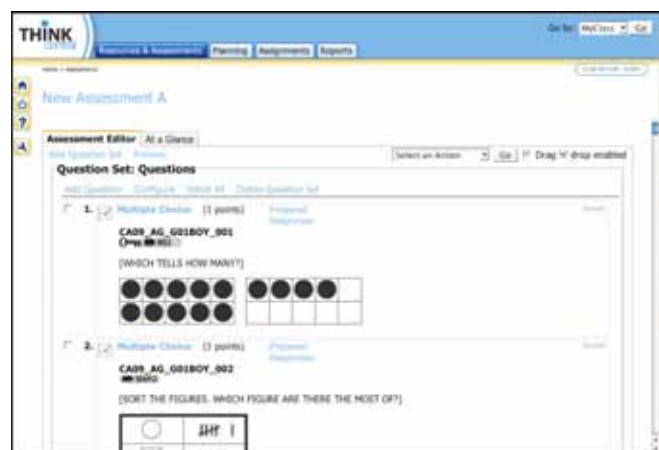 THINK
central
Go to: MyClass Go
Resources & Assessments Planning Assignments Reports
New Assessment A
Assessment Editor At a Glance
Add Question Set Preview Select an Action Go Drag 'n' drop enabled
Question Set: Questions
Add Question Configure Select All Delete Question Set
1. Multiple Choice (1 points) Proposed
Responses
CA09_AG_G01BOY_001
[WHICH TELLS HOW MANY?]
2. Multiple Choice (1 points) Proposed
Responses
CA09_AG_G01BOY_002
[SORT THE FIGURES. WHICH FIGURE ARE THERE THE MOST OF?]